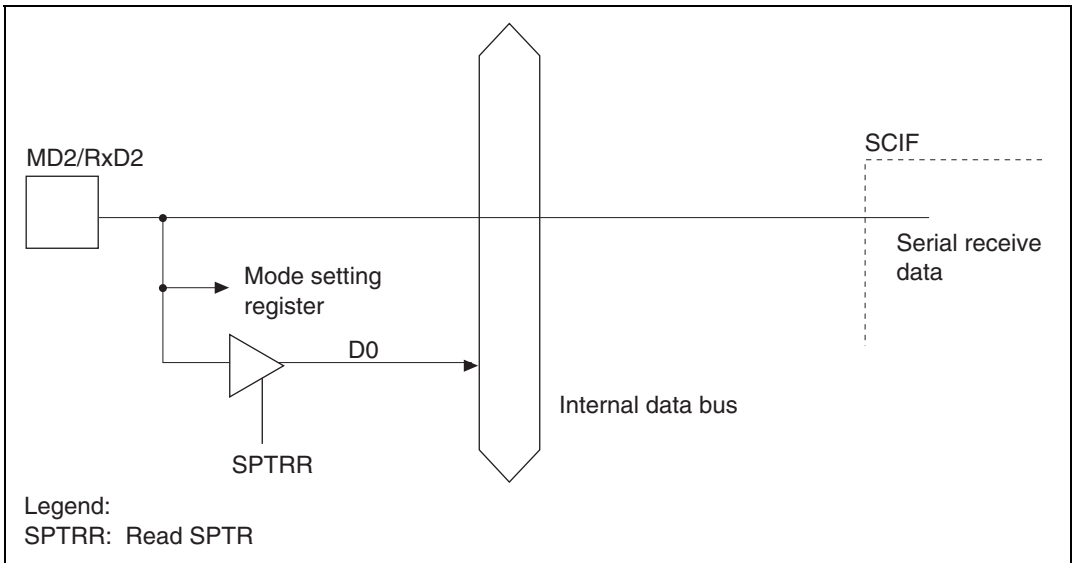 MD2/RxD2
SCIF
Serial receive
data
Mode setting
register
D0
Internal data bus
SPTRR
Legend:
SPTRR: Read SPTR